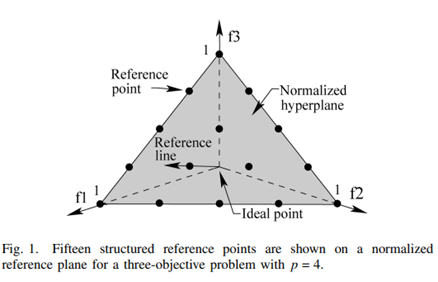 f3
1
Reference
point
Normalized
hyperplane
Reference
line
f1 1
1 f2
Ideal point
Fig. 1. Fifteen structured reference points are shown on a normalized
reference plane for a three-objective problem with p = 4.